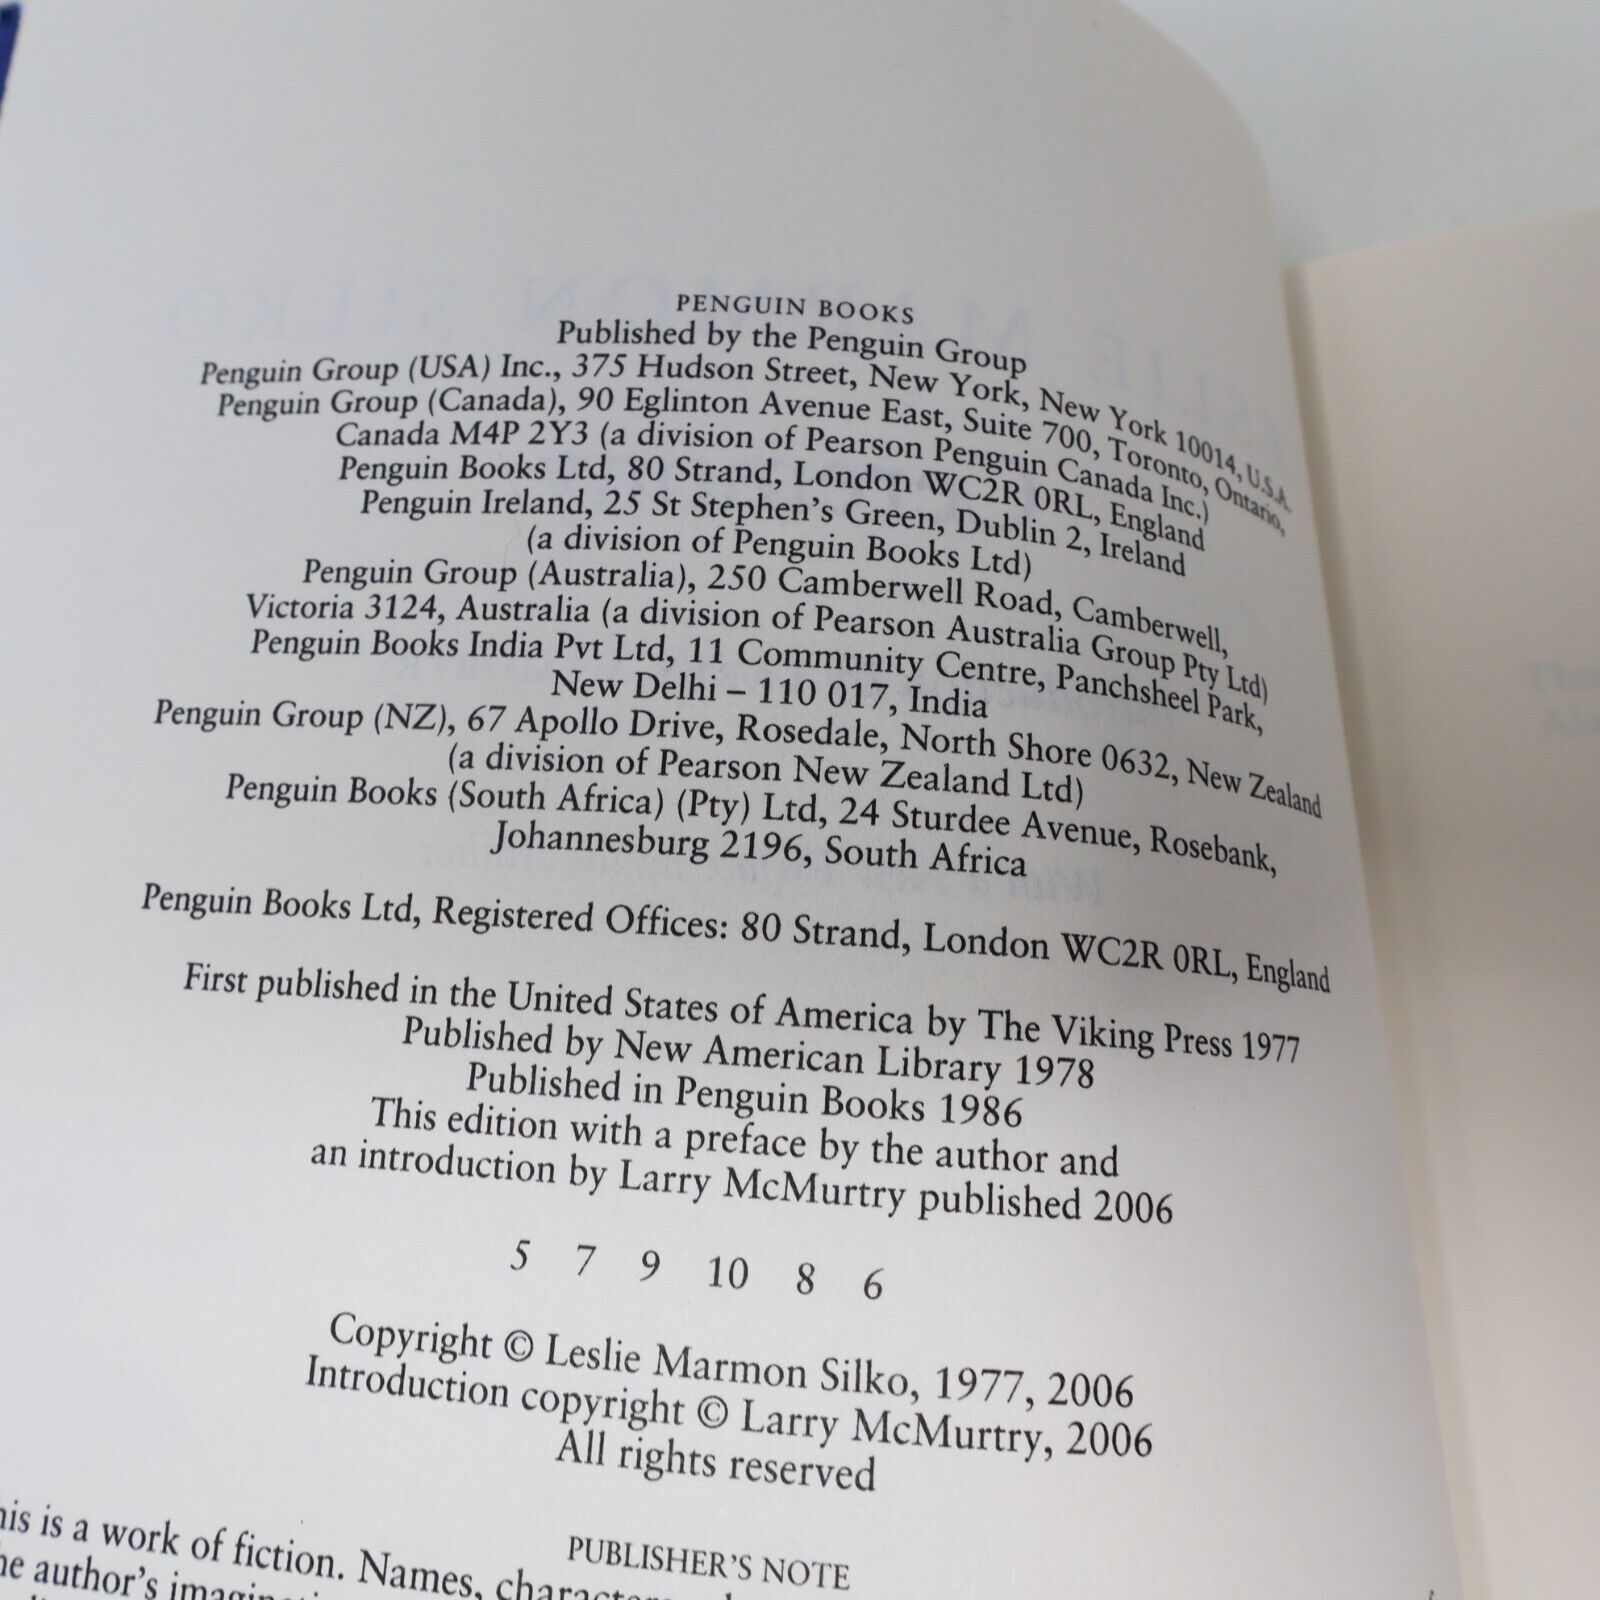 PENGUIN BOOKS
Published by the Penguin Group
Penguin Group (USA) Inc., 375 Hudson Street, New York, New York 10014, U.S.A.
Penguin Group (Canada), 90 Eglinton Avenue East, Suite 700, Toronto, Ontario,
Canada M4P 2Y3 (a division of Pearson Penguin Canada Inc.)
Penguin Books Ltd, 80 Strand, London WC2R 0RL, England
Penguin Ireland, 25 St Stephen's Green, Dublin 2, Ireland
(a division of Penguin Books Ltd)
Penguin Group (Australia), 250 Camberwell Road, Camberwell,
Victoria 3124, Australia (a division of Pearson Australia Group Pty Ltd)
Penguin Books India Pvt Ltd, 11 Community Centre, Panchsheel Park,
New Delhi – 110 017, India
Penguin Group (NZ), 67 Apollo Drive, Rosedale, North Shore 0632, New Zealand
(a division of Pearson New Zealand Ltd)
Penguin Books (South Africa) (Pty) Ltd, 24 Sturdee Avenue, Rosebank,
Johannesburg 2196, South Africa
Penguin Books Ltd, Registered Offices: 80 Strand, London WC2R 0RL, England
First published in the United States of America by The Viking Press 1977
Published by New American Library 1978
Published in Penguin Books 1986
This edition with a preface by the author and
an introduction by Larry McMurtry published 2006
5 7 9 10 8 6
Copyright © Leslie Marmon Silko, 1977, 2006
Introduction copyright © Larry McMurtry, 2006
All rights reserved
PUBLISHER'S NOTE
is a work of fiction. Names,
author's